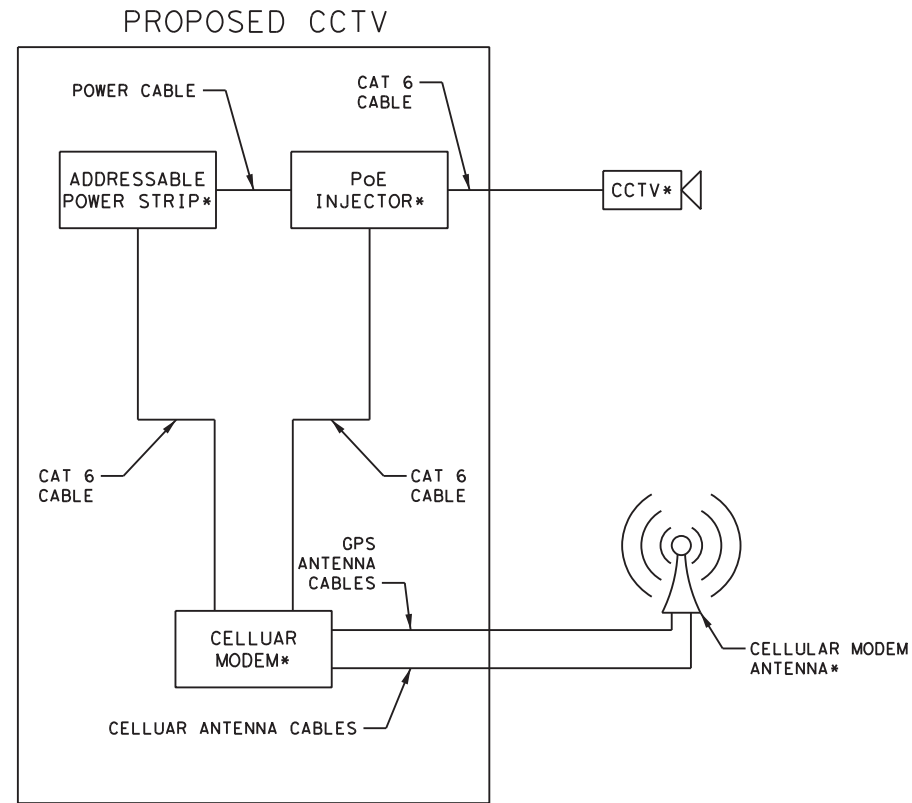 PROPOSED CCTV
POWER CABLE
CAT 6
CABLE
ADDRESSABLE
POWER STRIP*
PoE
INJECTOR*
CCTV*
CAT 6
CABLE
CAT 6
CABLE
GPS
ANTENNA
CABLES
CELLUAR
MODEM*
CELLULAR MODEM
ANTENNA*
CELLUAR ANTENNA CABLES